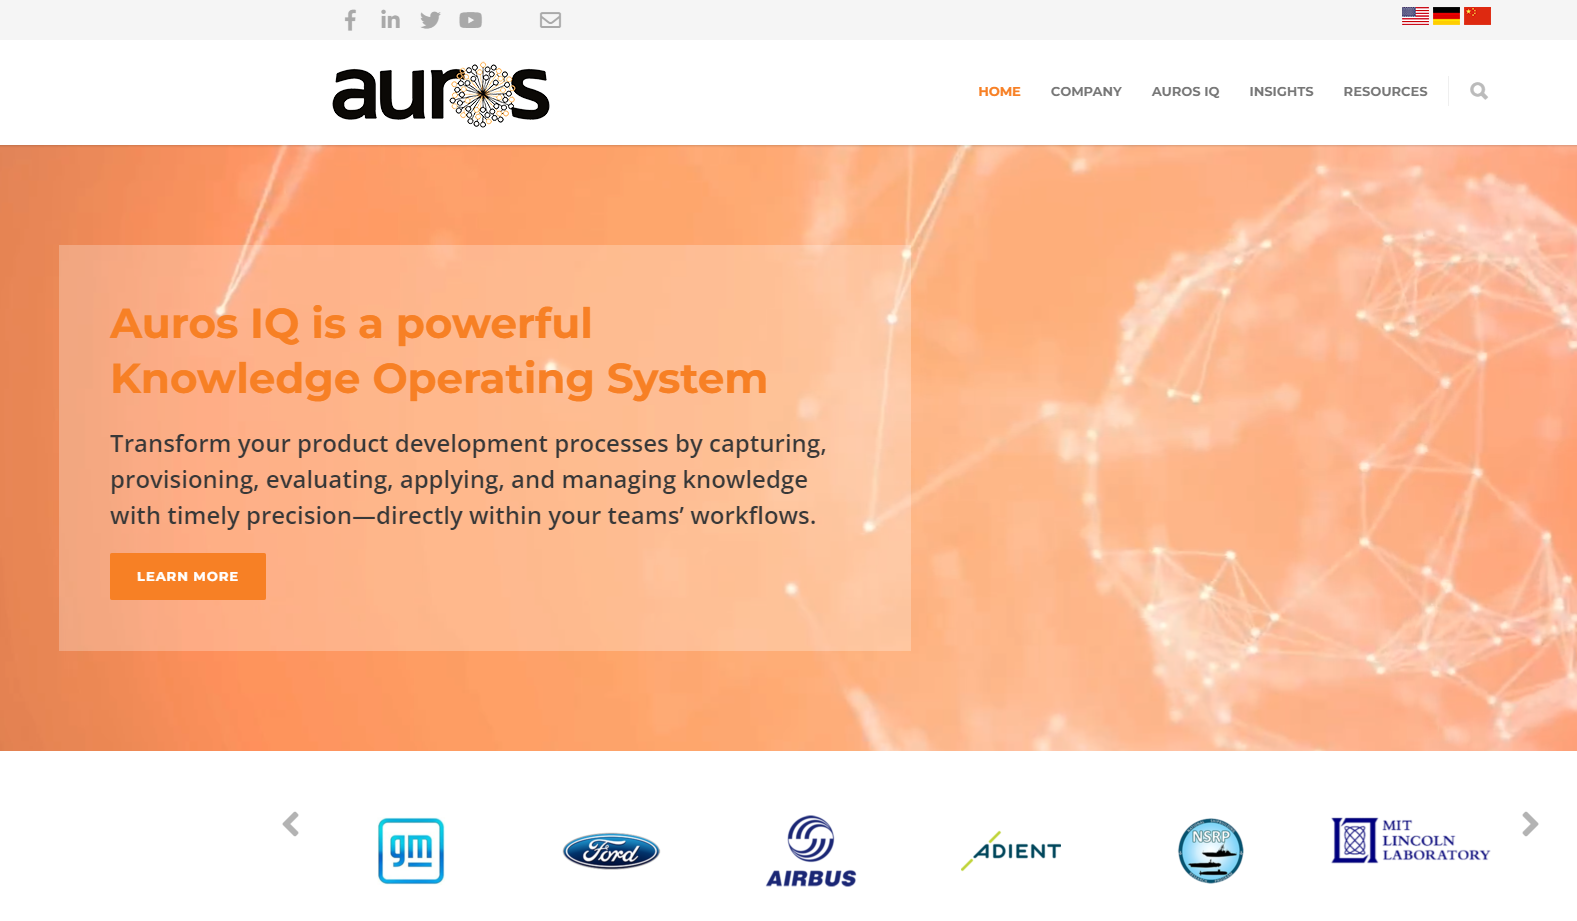 auros
HOME COMPANY AUROS IQ INSIGHTS RESOURCES
Auros IQ is a powerful
Knowledge Operating System
Transform your product development processes by capturing,
provisioning, evaluating, applying, and managing knowledge
with timely precision—directly within your teams’ workflows.
LEARN MORE
gm
Ford
AIRBUS
ADIENT
NSRP
MIT
LINCOLN
LABORATORY